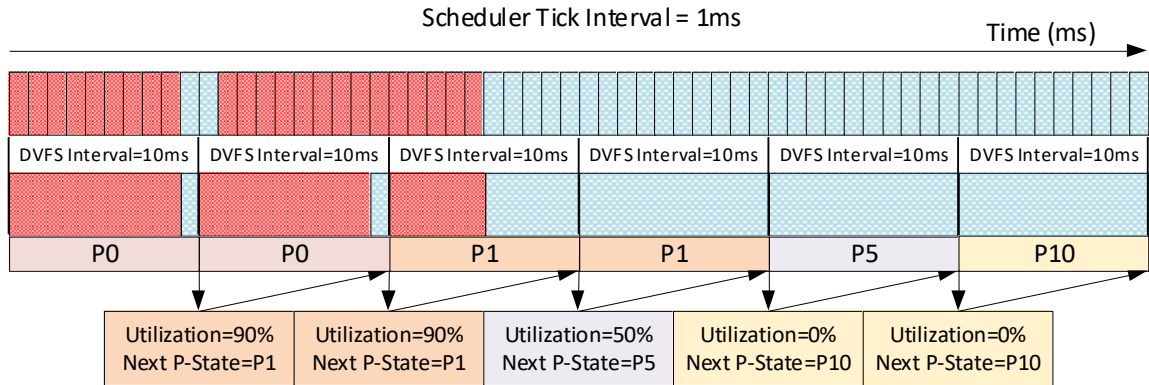 Scheduler Tick Interval = 1ms
Time (ms)
DVFS Interval=10ms DVFS Interval=10ms DVFS Interval=10ms DVFS Interval=10ms DVFS Interval=10ms DVFS Interval=10ms
P0 P0 P1 P1 P5 P10
Utilization=90% Utilization=90% Utilization=50% Utilization=0% Utilization=0%
Next P-State=P1 Next P-State=P1 Next P-State=P5 Next P-State=P10 Next P-State=P10